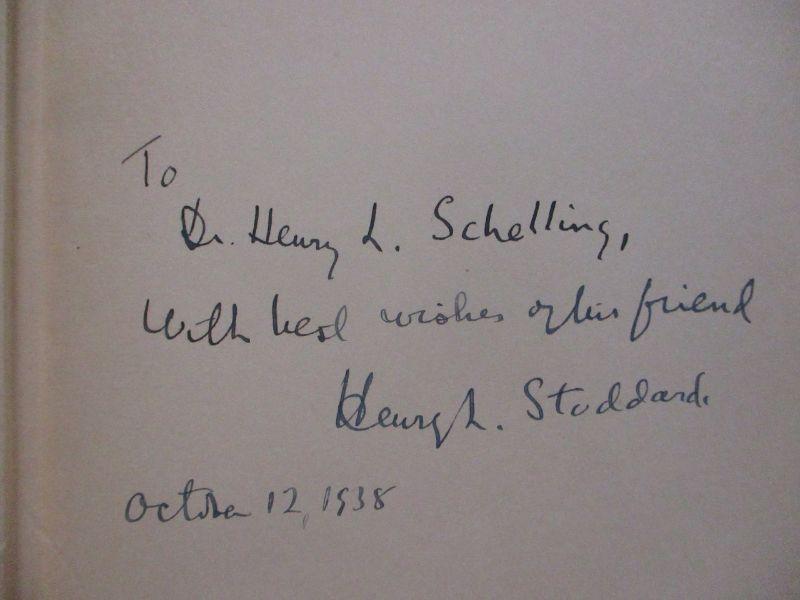 To
Dr. Henry L. Schelling,
With best wishes of his friend
Henry L. Stoddard.
October 12, 1938